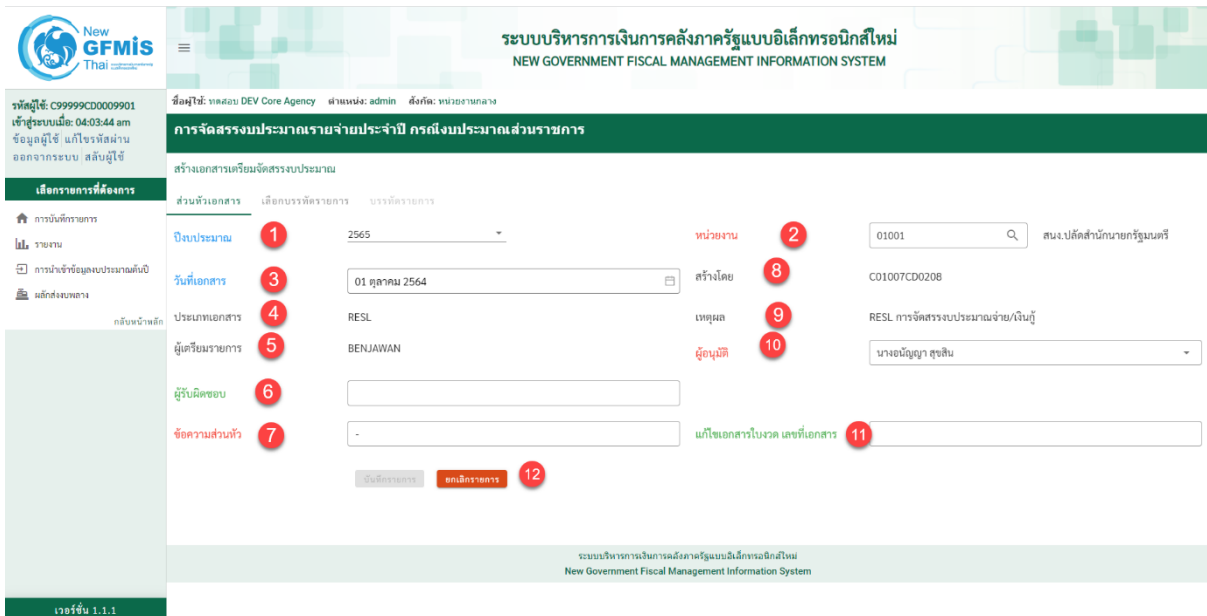 New
GFMIS
Thai
ระบบบริหารการเงินการคลังภาครัฐแบบอิเล็กทรอนิกส์ใหม่
NEW GOVERNMENT FISCAL MANAGEMENT INFORMATION SYSTEM
รหัสผู้ใช้: C99999CD0009901
เข้าสู่ระบบเมื่อ: 04:03:44 am
ข้อมูลผู้ใช้ แก้ไขรหัสผ่าน
ออกจากระบบ สลับผู้ใช้
เลือกรายการที่ต้องการ
การบันทึกรายการ
รายงาน
การนำเข้าข้อมูลงบประมาณต้นปี
ผลักส่งงบพลาง
กลับหน้าหลัก
ชื่อผู้ใช้: ทดสอบ DEV Core Agency ตำแหน่ง: admin สังกัด: หน่วยงานกลาง
การจัดสรรงบประมาณรายจ่ายประจำปี กรณีงบประมาณส่วนราชการ
สร้างเอกสารเตรียมจัดสรรงบประมาณ
ส่วนหัวเอกสาร เลือกบรรทัดรายการ บรรทัดรายการ
ปีงบประมาณ 1 2565 หน่วยงาน 2 01001 สนง.ปลัดสำนักนายกรัฐมนตรี
วันที่เอกสาร 3 01 ตุลาคม 2564 สร้างโดย 8 C01007CD0208
ประเภทเอกสาร 4 RESL เหตุผล 9 RESL การจัดสรรงบประมาณจ่าย/เงินกู้
ผู้เตรียมรายการ 5 BENJAWAN ผู้อนุมัติ 10 นางอนัญญา สุขสิน
ผู้รับผิดชอบ 6
ข้อความส่วนหัว 7 - แก้ไขเอกสารใบงวด เลขที่เอกสาร 11
บันทึกรายการ ยกเลิกรายการ 12
ระบบบริหารการเงินการคลังภาครัฐแบบอิเล็กทรอนิกส์ใหม่
New Government Fiscal Management Information System
เวอร์ชั่น 1.1.1